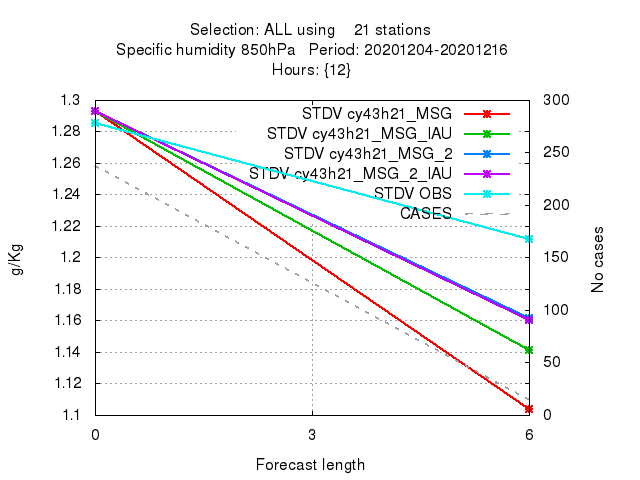 Selection: ALL using 21 stations
Specific humidity 850hPa Period: 20201204-20201216
Hours: {12}
1.3
1.28
1.26
1.24
1.22
1.2
1.18
1.16
1.14
1.12
1.1
g/Kg
STDV cy43h21_MSG
STDV cy43h21_MSG_IAU
STDV cy43h21_MSG_2
STDV cy43h21_MSG_2_IAU
STDV OBS
CASES
300
250
200
150
100
50
0
No cases
0 3 6
Forecast length